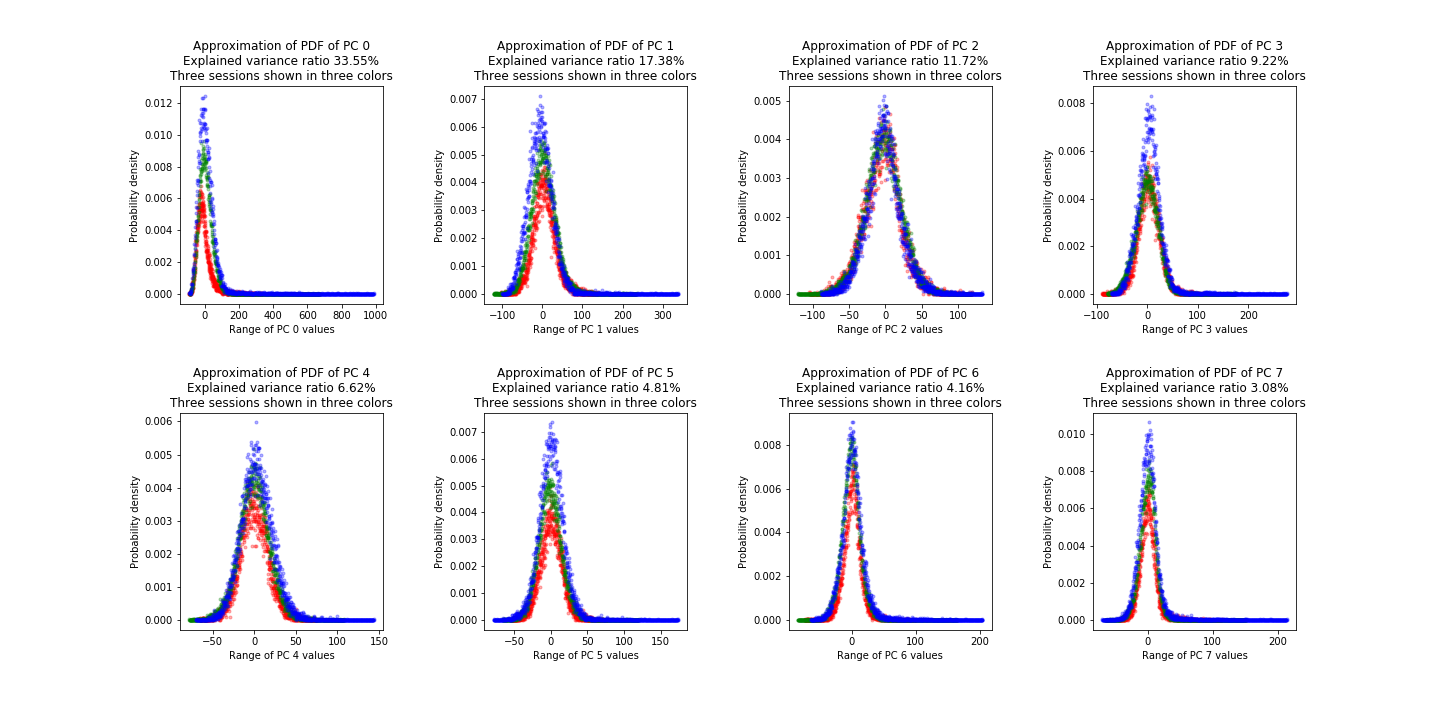 Approximation of PDF of PC 0
Explained variance ratio 33.55%
Three sessions shown in three colors
Probability density
0.012
0.010
0.008
0.006
0.004
0.002
0.000
0
200
400
600
800
1000
Range of PC 0 values
Approximation of PDF of PC 1
Explained variance ratio 17.38%
Three sessions shown in three colors
Probability density
0.007
0.006
0.005
0.004
0.003
0.002
0.001
0.000
−100
0
100
200
300
Range of PC 1 values
Approximation of PDF of PC 2
Explained variance ratio 11.72%
Three sessions shown in three colors
Probability density
0.005
0.004
0.003
0.002
0.001
0.000
−100
−50
0
50
100
Range of PC 2 values
Approximation of PDF of PC 3
Explained variance ratio 9.22%
Three sessions shown in three colors
Probability density
0.008
0.006
0.004
0.002
0.000
−100
0
100
200
Range of PC 3 values
Approximation of PDF of PC 4
Explained variance ratio 6.62%
Three sessions shown in three colors
Probability density
0.006
0.005
0.004
0.003
0.002
0.001
0.000
−50
0
50
100
150
Range of PC 4 values
Approximation of PDF of PC 5
Explained variance ratio 4.81%
Three sessions shown in three colors
Probability density
0.007
0.006
0.005
0.004
0.003
0.002
0.001
0.000
−50
0
50
100
150
Range of PC 5 values
Approximation of PDF of PC 6
Explained variance ratio 4.16%
Three sessions shown in three colors
Probability density
0.008
0.006
0.004
0.002
0.000
0
100
200
Range of PC 6 values
Approximation of PDF of PC 7
Explained variance ratio 3.08%
Three sessions shown in three colors
Probability density
0.010
0.008
0.006
0.004
0.002
0.000
0
100
200
Range of PC 7 values